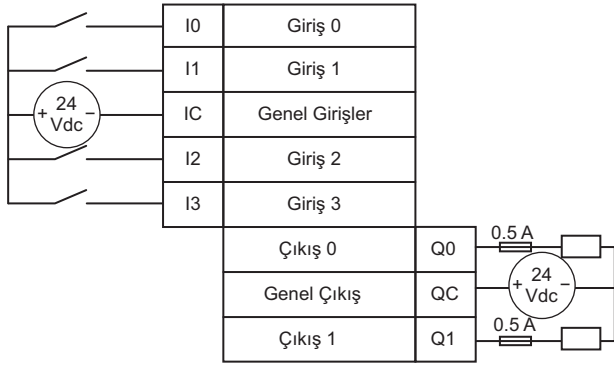 I0 Giriş 0
I1 Giriş 1
+ 24 Vdc − IC Genel Girişler
I2 Giriş 2
I3 Giriş 3
Çıkış 0 Q0 0.5 A
Genel Çıkış QC + 24 Vdc −
Çıkış 1 Q1 0.5 A